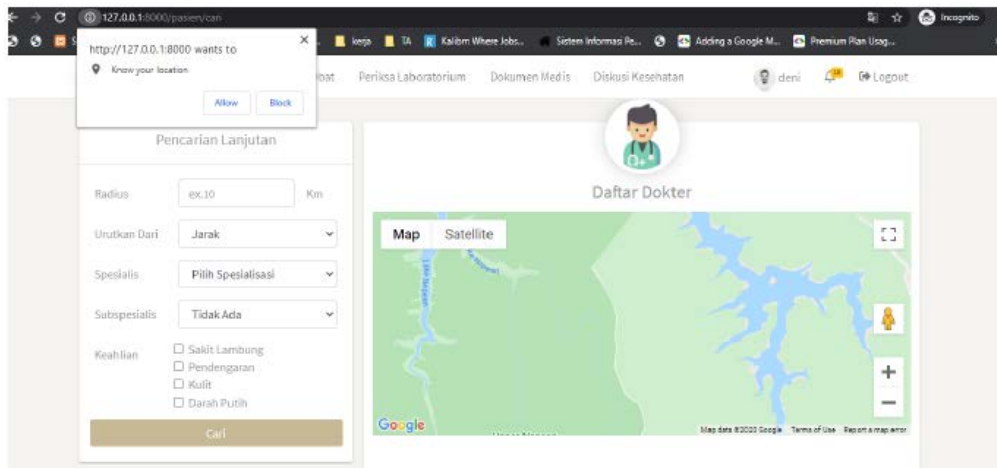 127.0.0.1:8000/pasien/cari
Incognito
kerja
TA
Kalibrr Where Jobs...
Sistem Informasi Pe...
Adding a Google M...
Premium Plan Usag...
http://127.0.0.1:8000 wants to
Know your location
Allow Block
Periksa Laboratorium Dokumen Medis Diskusi Kesehatan deni Logout
Pencarian Lanjutan
Radius ex.10 Km
Urutkan Dari Jarak
Spesialis Pilih Spesialisasi
Subspesialis Tidak Ada
Keahlian Sakit Lambung
Pendengaran
Kulit
Darah Putih
Cari
Daftar Dokter
Map Satellite
Google
Map data ©2020 Google Terms of Use Report a map error